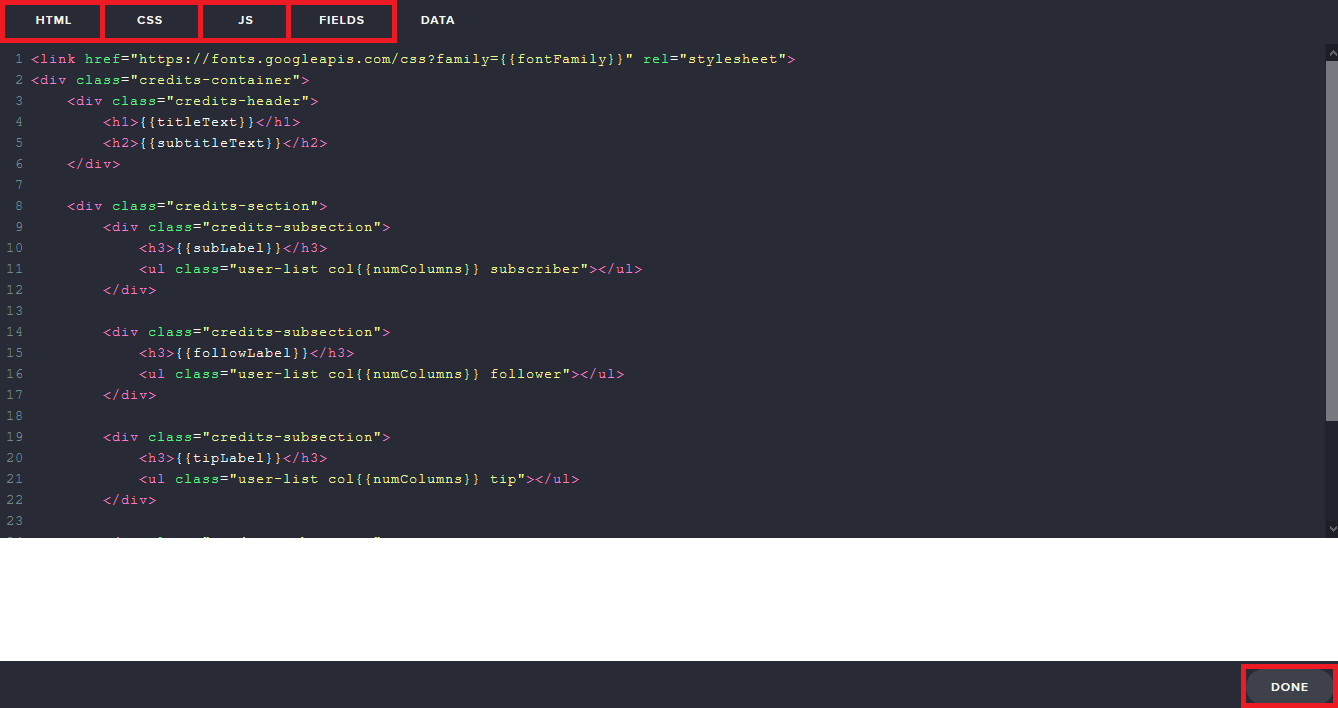 HTML CSS JS FIELDS DATA
1 <link href="https://fonts.googleapis.com/css?family={{fontFamily}}" rel="stylesheet">
2 <div class="credits-container">
3     <div class="credits-header">
4         <h1>{{titleText}}</h1>
5         <h2>{{subtitleText}}</h2>
6     </div>
7
8     <div class="credits-section">
9         <div class="credits-subsection">
10             <h3>{{subLabel}}</h3>
11             <ul class="user-list col{{numColumns}} subscriber"></ul>
12         </div>
13
14         <div class="credits-subsection">
15             <h3>{{followLabel}}</h3>
16             <ul class="user-list col{{numColumns}} follower"></ul>
17         </div>
18
19         <div class="credits-subsection">
20             <h3>{{tipLabel}}</h3>
21             <ul class="user-list col{{numColumns}} tip"></ul>
22         </div>
23
DONE